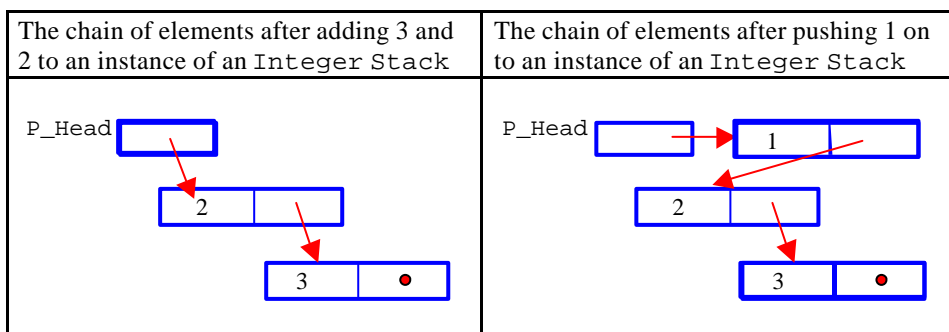 The chain of elements after adding 3 and
2 to an instance of an Integer Stack
The chain of elements after pushing 1 on
to an instance of an Integer Stack
P_Head
2
3
P_Head
1
2
3